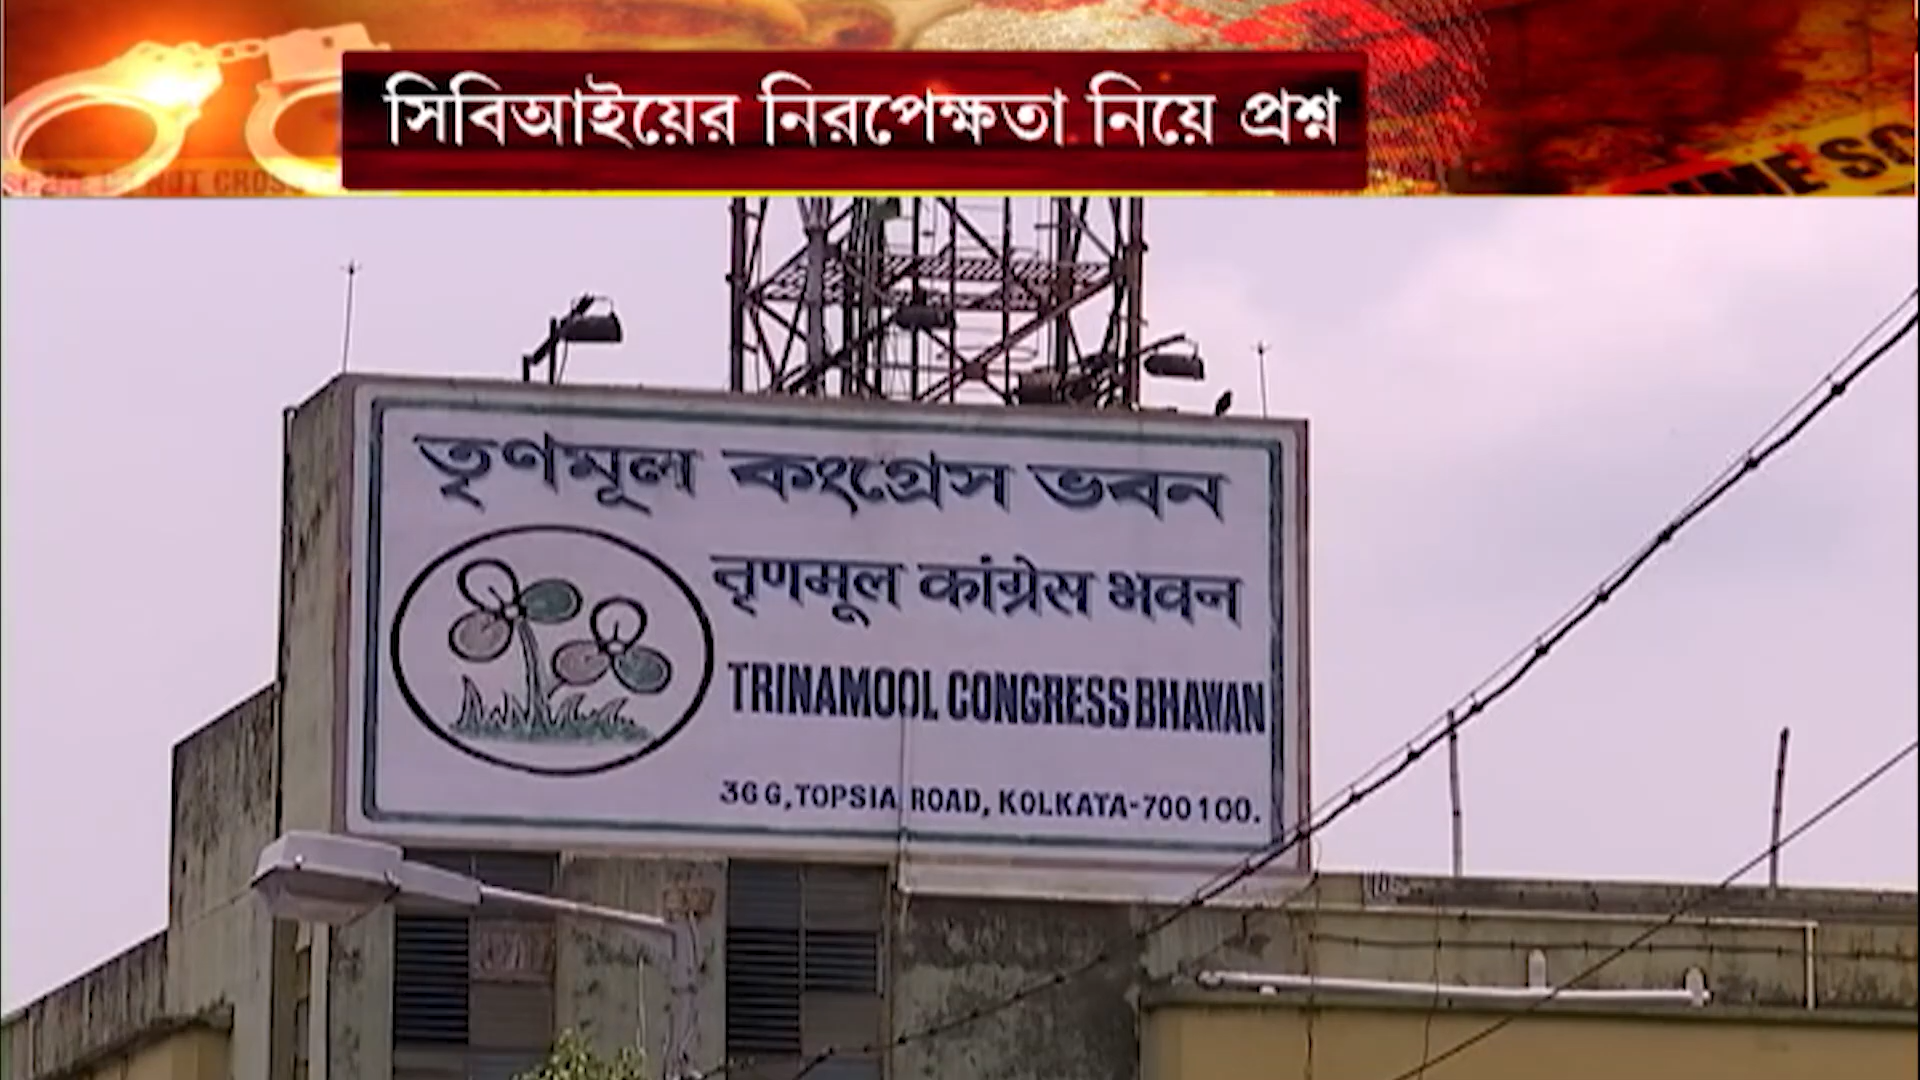 সিবিআইয়ের নিরপেক্ষতা নিয়ে প্রশ্ন
তৃণমূল কংগ্রেস ভবন
तृणमूल कांग्रेस भवन
TRINAMOOL CONGRESS BHAWAN
36 G, TOPSIA ROAD, KOLKATA-700 100.